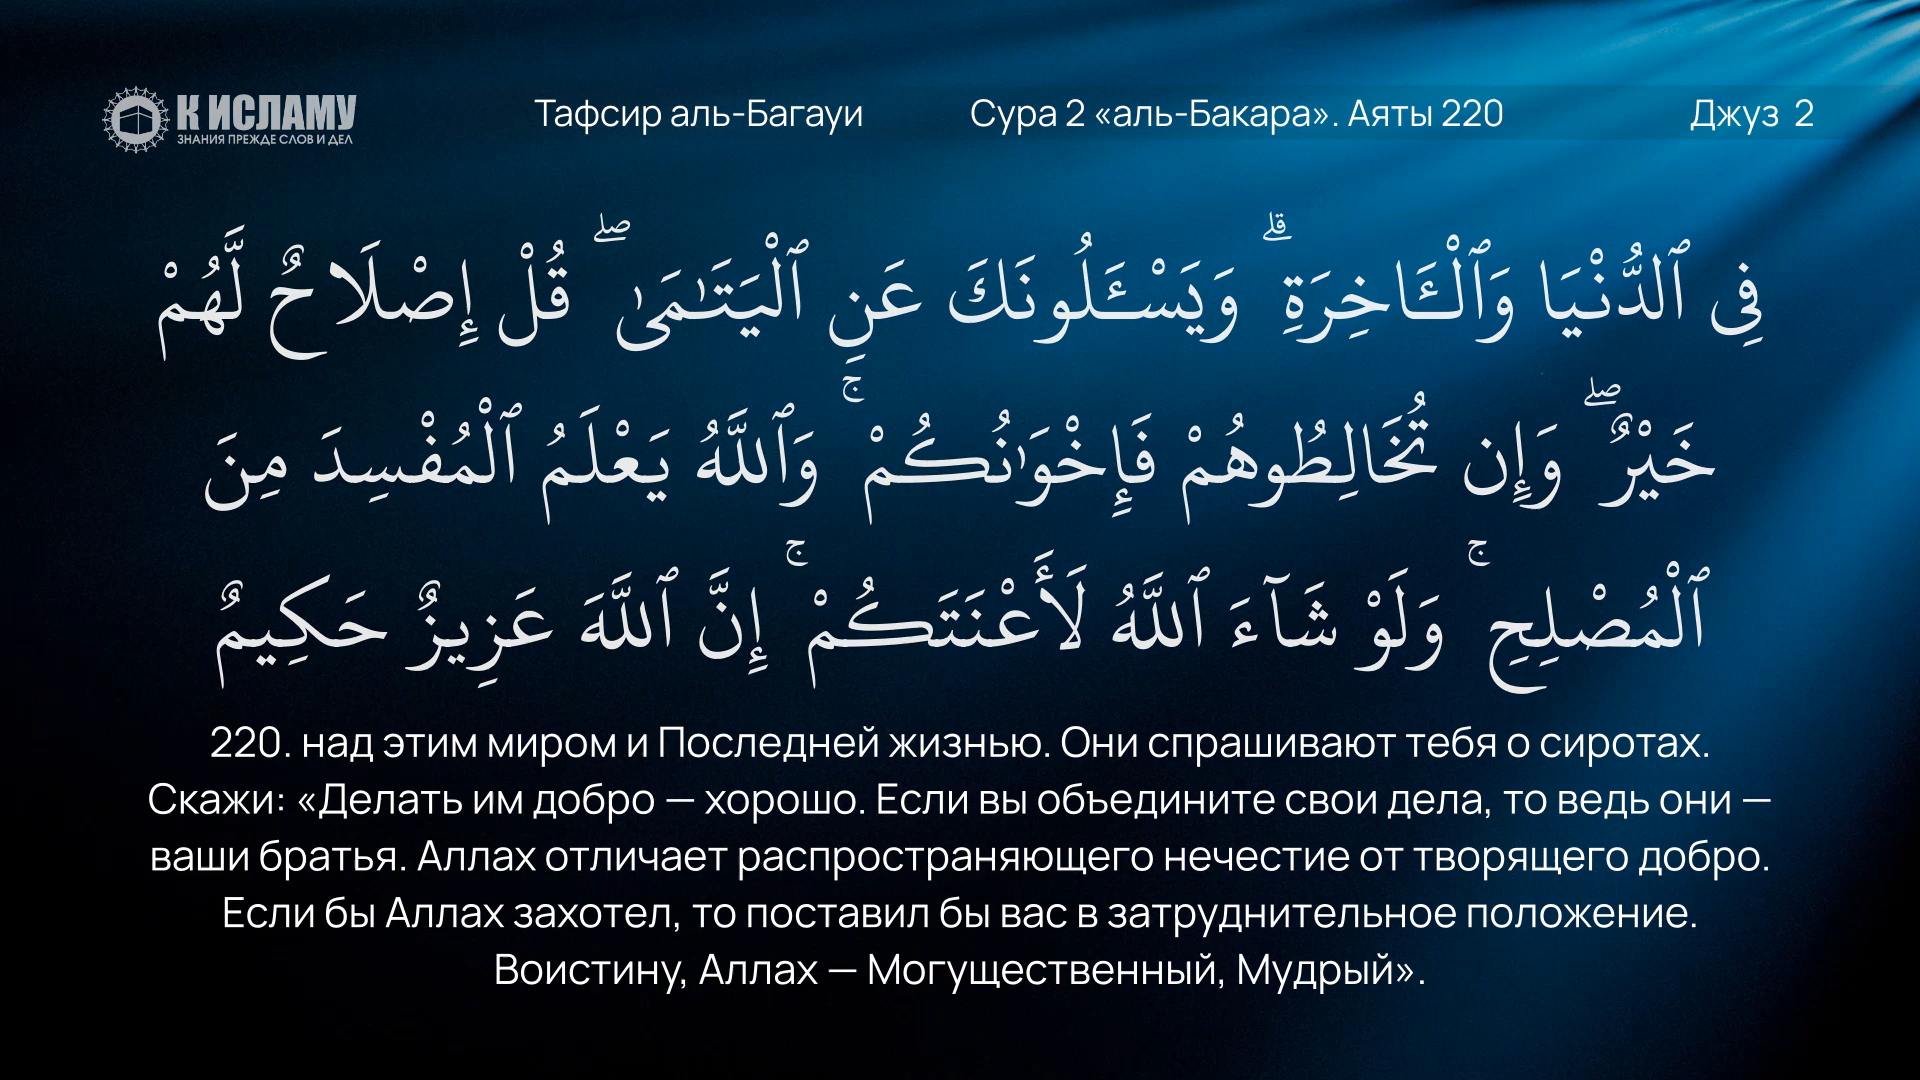 К ИСЛАМУ
ЗНАНИЯ ПРЕЖДЕ СЛОВ И ДЕЛ
Тафсир аль-Багауи
Сура 2 «аль-Бакара». Аяты 220
Джуз 2
فِى ٱلدُّنْيَا وَٱلْـَٔاخِرَةِ ۗ وَيَسْـَٔلُونَكَ عَنِ ٱلْيَتَـٰمَىٰ ۖ قُلْ إِصْلَاحٌ لَّهُمْ
خَيْرٌ ۖ وَإِن تُخَالِطُوهُمْ فَإِخْوَٰنُكُمْ ۚ وَٱللَّهُ يَعْلَمُ ٱلْمُفْسِدَ مِنَ
ٱلْمُصْلِحِ ۚ وَلَوْ شَآءَ ٱللَّهُ لَأَعْنَتَكُمْ ۚ إِنَّ ٱللَّهَ عَزِيزٌ حَكِيمٌ
220. над этим миром и Последней жизнью. Они спрашивают тебя о сиротах.
Скажи: «Делать им добро — хорошо. Если вы объедините свои дела, то ведь они —
ваши братья. Аллах отличает распространяющего нечестие от творящего добро.
Если бы Аллах захотел, то поставил бы вас в затруднительное положение.
Воистину, Аллах — Могущественный, Мудрый».